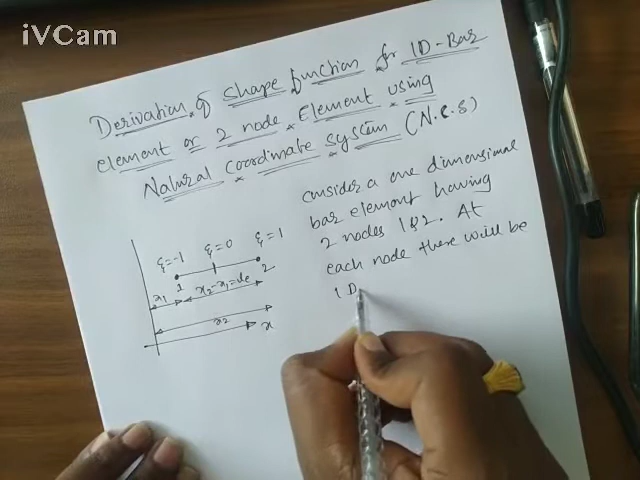 iVCam
Derivation of shape function for 1D-Bar
element or 2 node Element using
Natural coordinate system (N.C.S)
consider a one dimensional
bar element having
2 nodes 1 & 2. At
each node there will be
1 D
ξ=-1 ξ=0 ξ=1
1 2
x1 x2-x1=le
x2
x